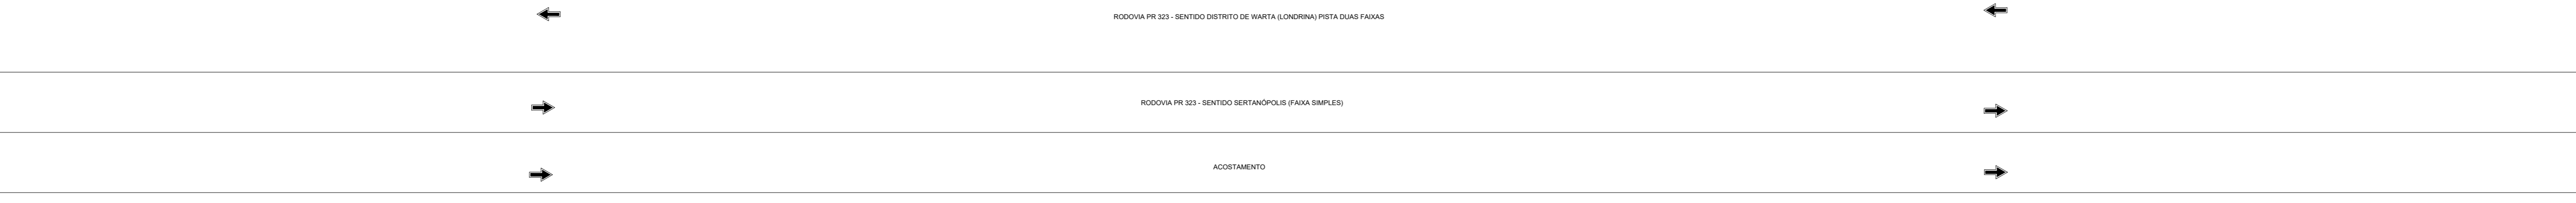 RODOVIA PR 323 - SENTIDO DISTRITO DE WARTA (LONDRINA) PISTA DUAS FAIXAS
RODOVIA PR 323 - SENTIDO SERTANÓPOLIS (FAIXA SIMPLES)
ACOSTAMENTO